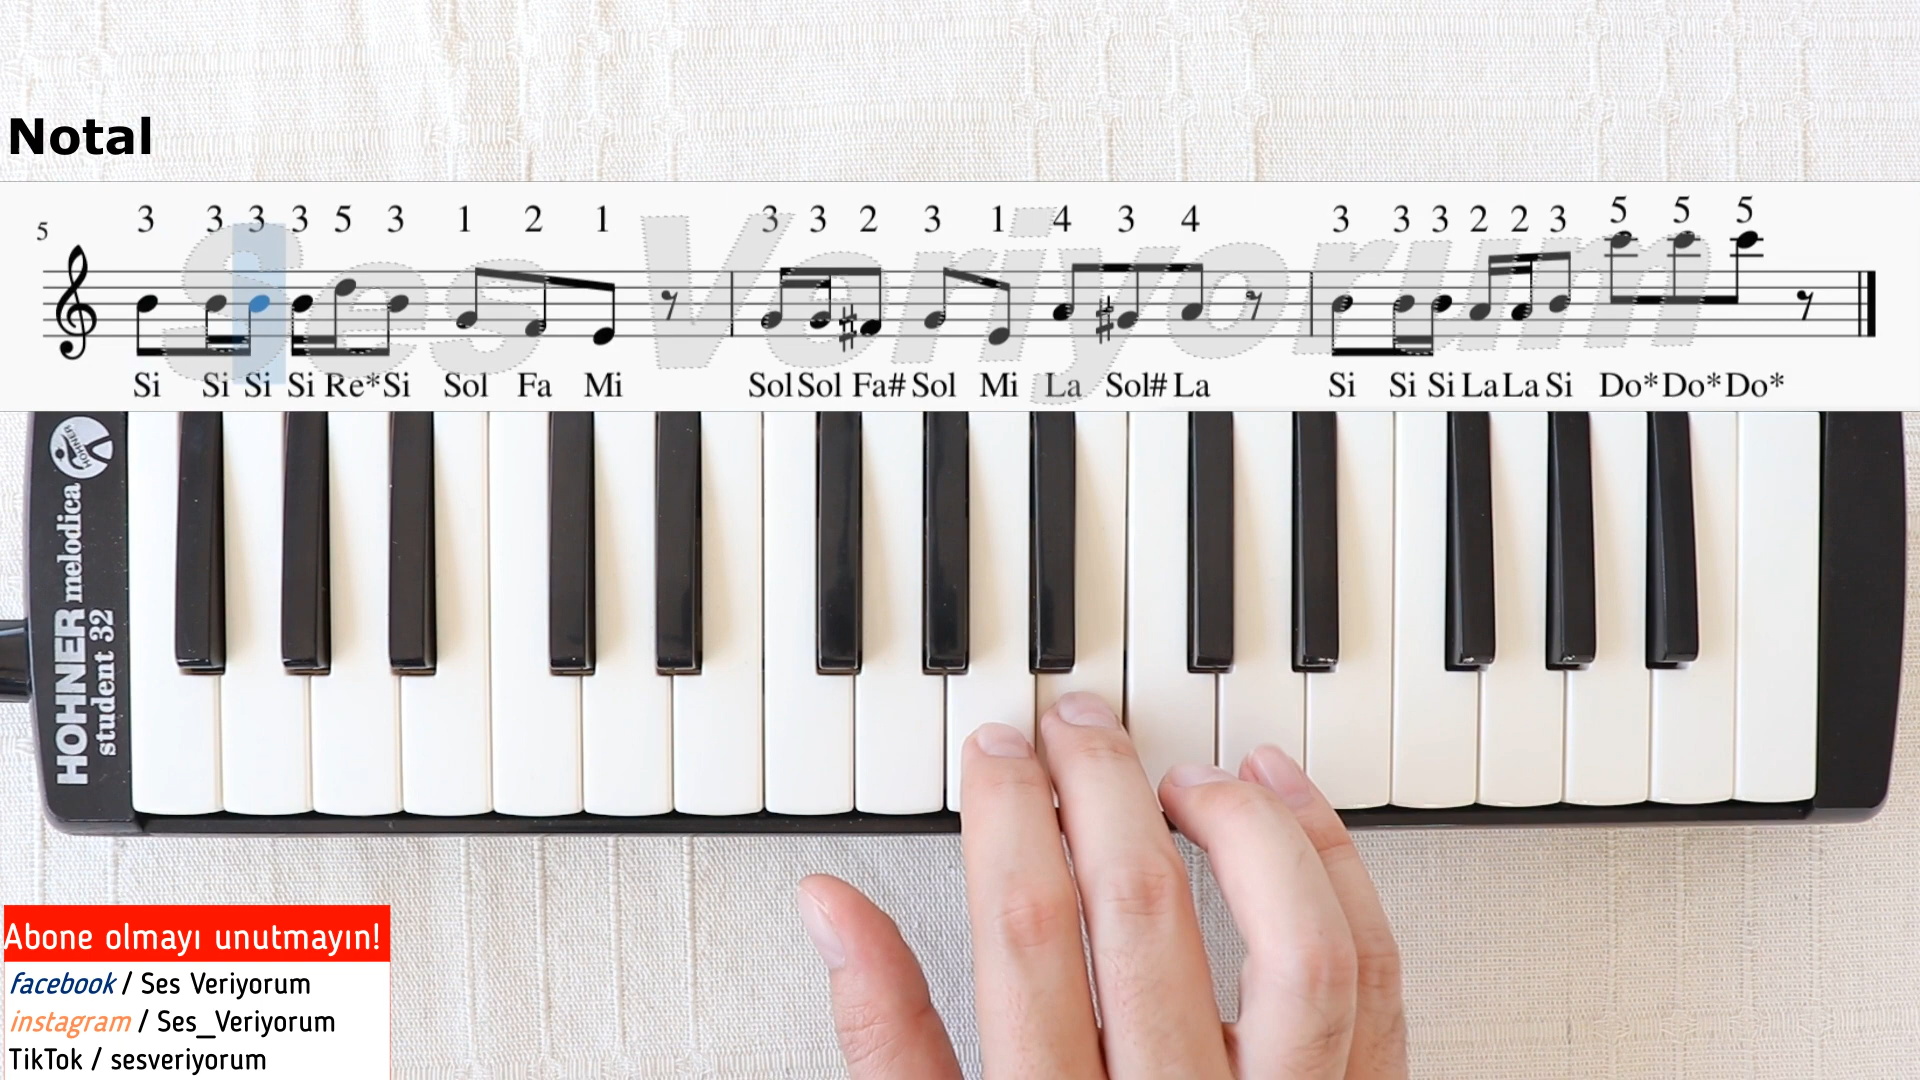 Notal
3 3 3 3 5 3 1 2 1 3 3 2 3 1 4 3 4 3 3 3 2 2 3 5 5 5
5
Ses Veriyorum
Si Si Si Si Re* Si Sol Fa Mi Sol Sol Fa# Sol Mi La Sol# La Si Si Si La La Si Do* Do* Do*
HOHNER
HOHNER melodica
student 32
Abone olmayı unutmayın!
facebook / Ses Veriyorum
instagram / Ses_Veriyorum
TikTok / sesveriyorum